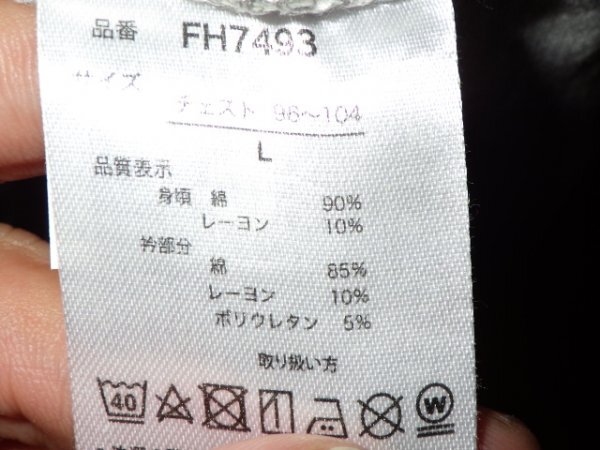 品番 FH7493
サイズ
チェスト 96～104
L
品質表示
身頃 綿 90%
レーヨン 10%
衿部分
綿 85%
レーヨン 10%
ポリウレタン 5%
取り扱い方
40
W